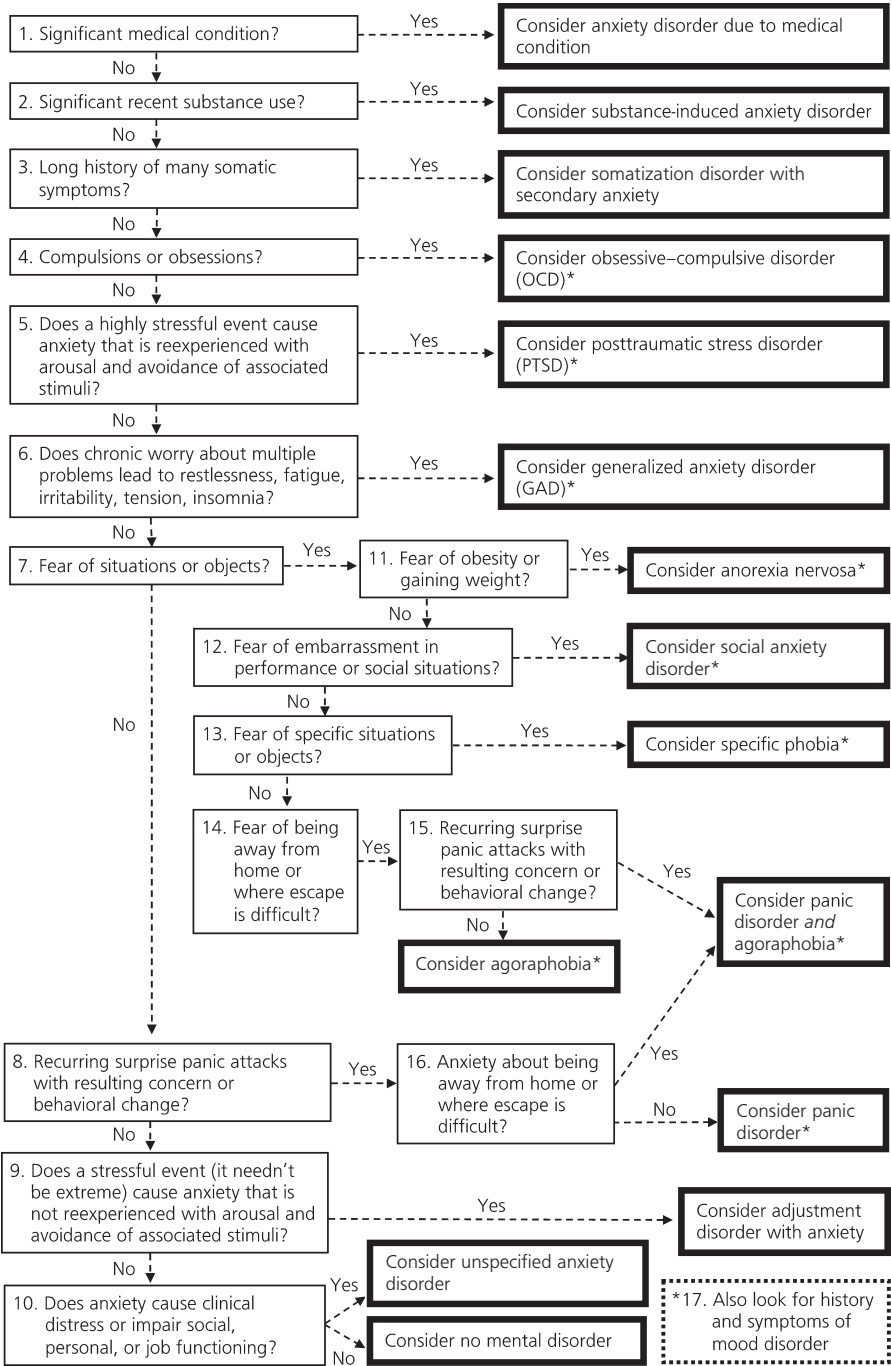 1. Significant medical condition?
Yes
Consider anxiety disorder due to medical
condition
No
2. Significant recent substance use?
Yes
Consider substance-induced anxiety disorder
No
3. Long history of many somatic
symptoms?
Yes
Consider somatization disorder with
secondary anxiety
No
4. Compulsions or obsessions?
Yes
Consider obsessive–compulsive disorder
(OCD)*
No
5. Does a highly stressful event cause
anxiety that is reexperienced with
arousal and avoidance of associated
stimuli?
Yes
Consider posttraumatic stress disorder
(PTSD)*
No
6. Does chronic worry about multiple
problems lead to restlessness, fatigue,
irritability, tension, insomnia?
Yes
Consider generalized anxiety disorder
(GAD)*
No
7. Fear of situations or objects?
Yes
11. Fear of obesity or
gaining weight?
Yes
Consider anorexia nervosa*
No
12. Fear of embarrassment in
performance or social situations?
Yes
Consider social anxiety
disorder*
No
13. Fear of specific situations
or objects?
Yes
Consider specific phobia*
No
No
14. Fear of being
away from
home or
where escape
is difficult?
Yes
15. Recurring surprise
panic attacks with
resulting concern or
behavioral change?
Yes
Consider panic
disorder and
agoraphobia*
No
Consider agoraphobia*
8. Recurring surprise panic attacks
with resulting concern or
behavioral change?
Yes
16. Anxiety about being
away from home or
where escape is
difficult?
Yes
No
Consider panic
disorder*
No
9. Does a stressful event (it needn't
be extreme) cause anxiety that is
not reexperienced with arousal and
avoidance of associated stimuli?
Yes
Consider adjustment
disorder with anxiety
No
10. Does anxiety cause clinical
distress or impair social,
personal, or job functioning?
Yes
Consider unspecified anxiety
disorder
No
Consider no mental disorder
*17. Also look for history
and symptoms of
mood disorder